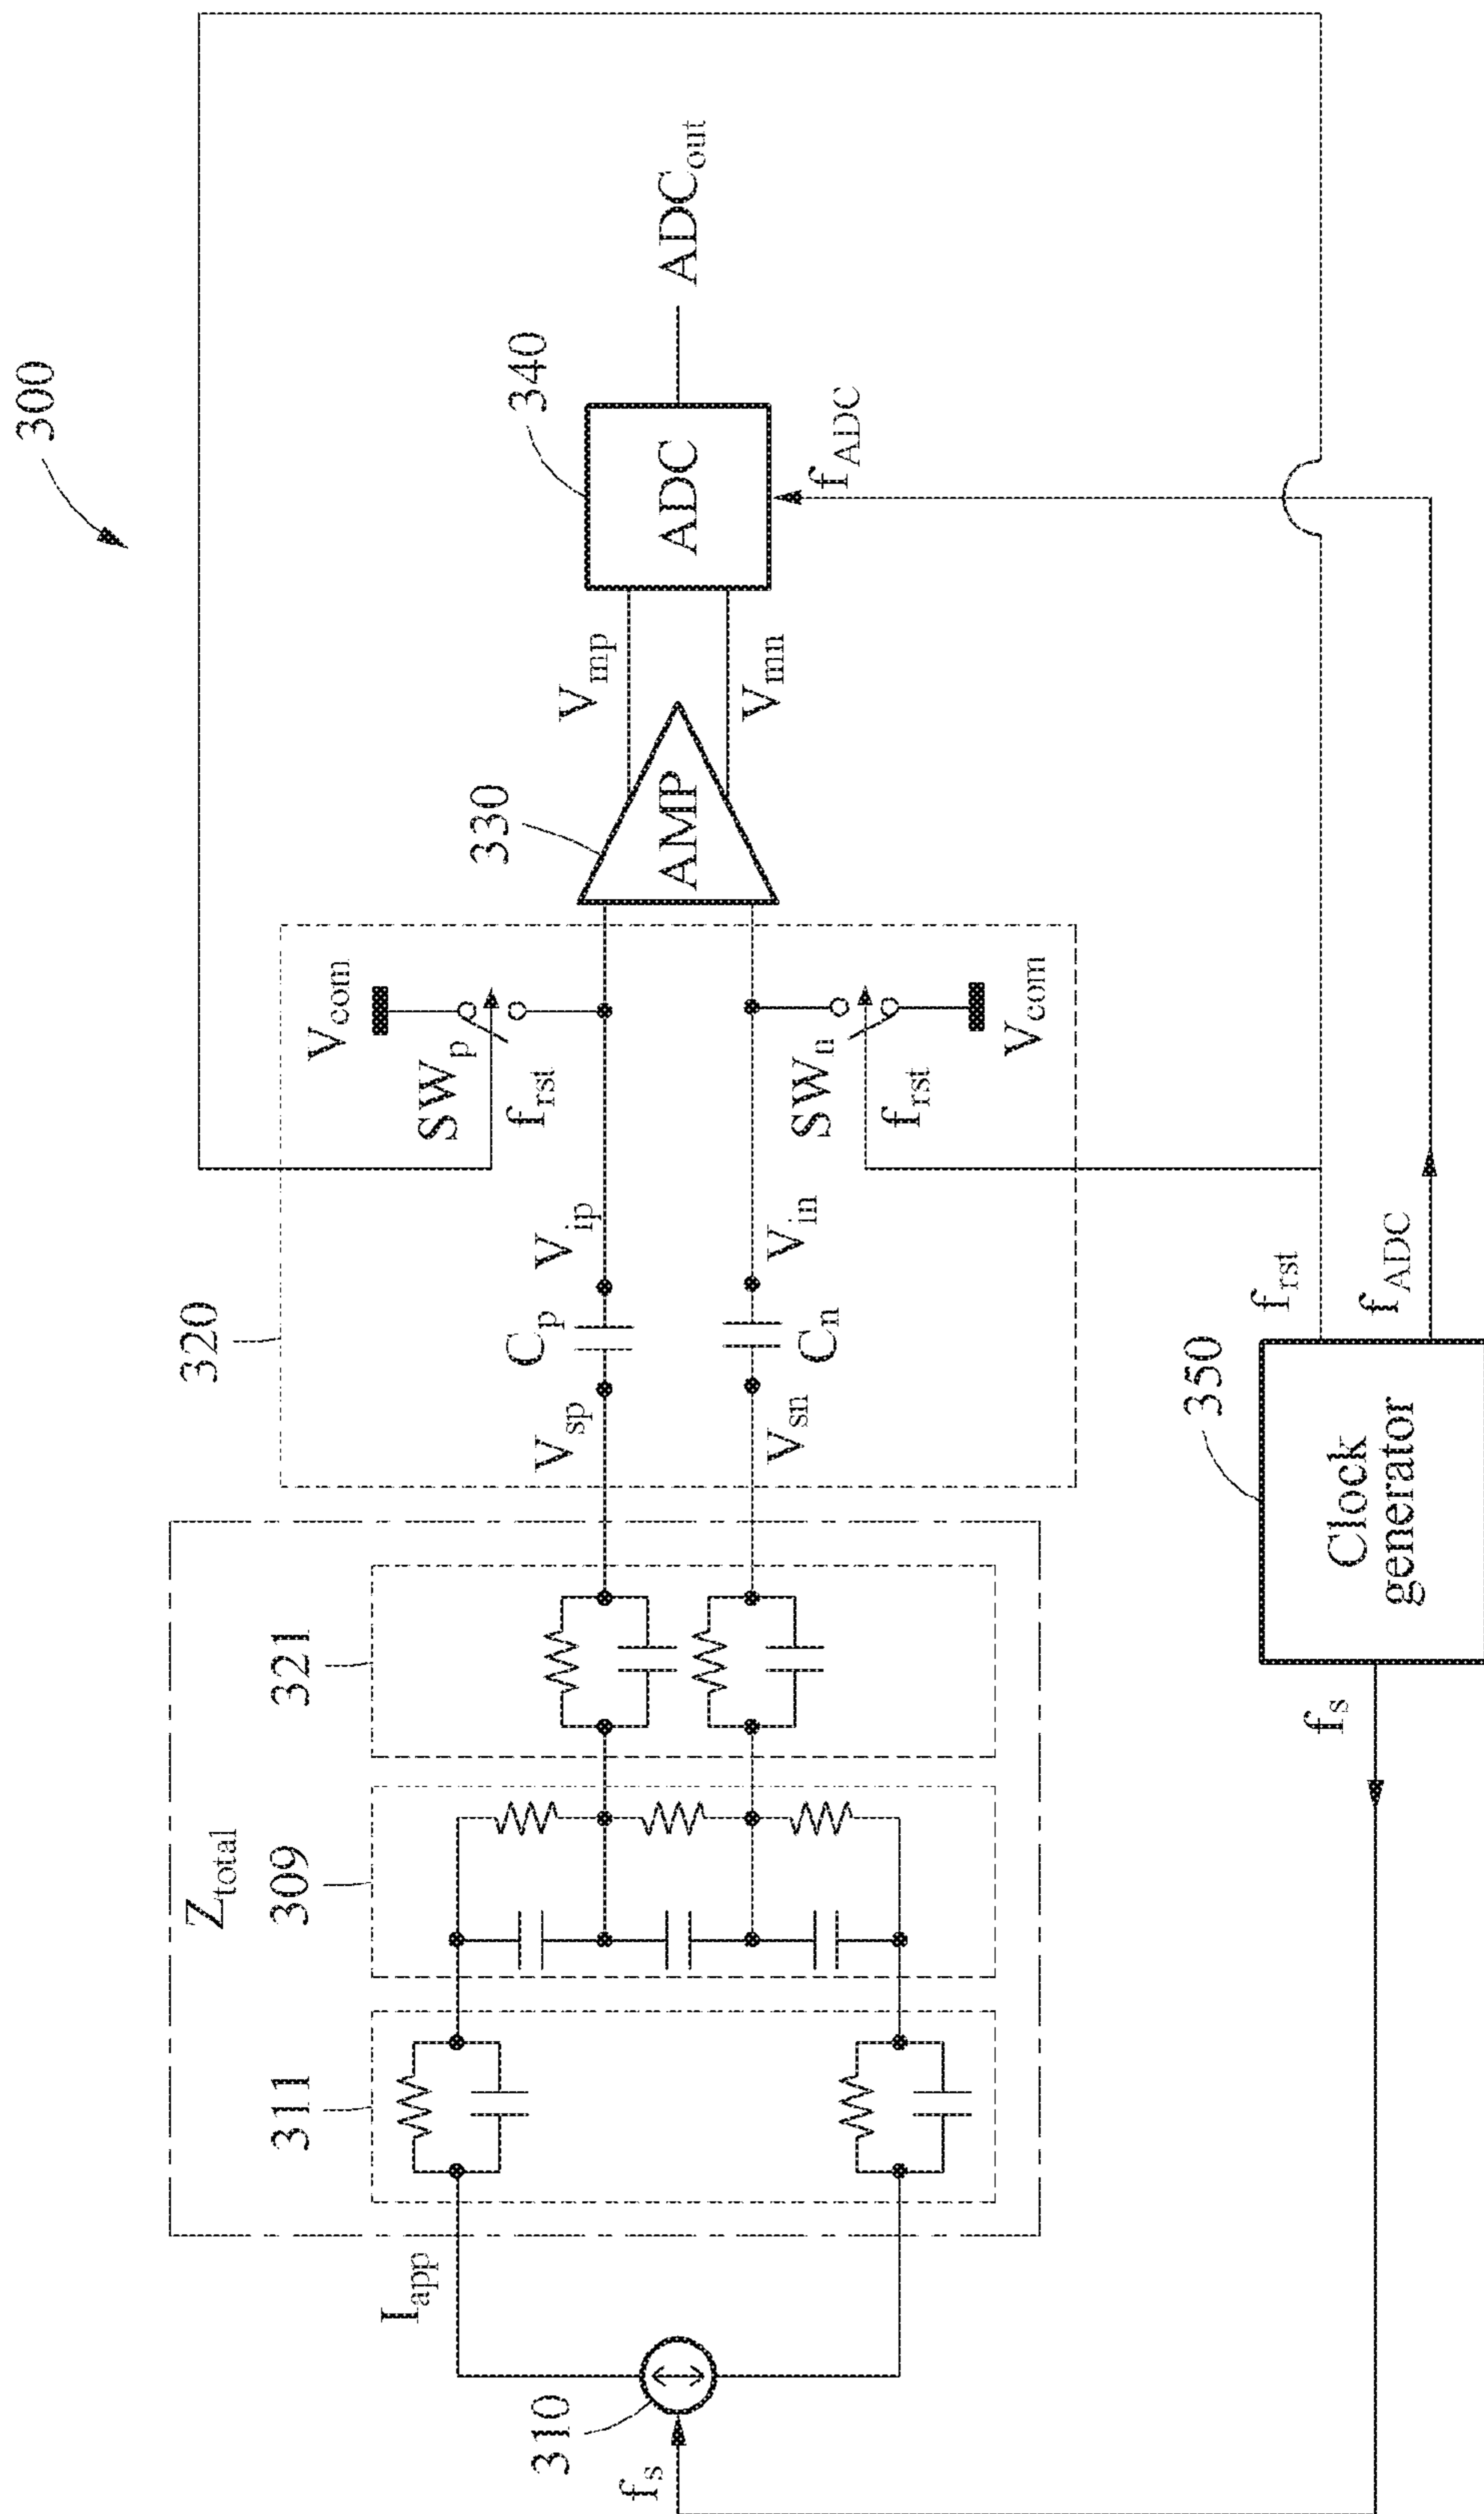 300
320
321
309
311
Z_total
310
I_app
f_s
V_sp
V_sn
C_p
C_n
V_ip
V_in
V_com
SW_p
f_rst
SW_n
f_rst
V_com
330
AMP
V_mp
V_mn
340
ADC
ADC_out
f_ADC
350
Clock
generator
f_s
f_rst
f_ADC